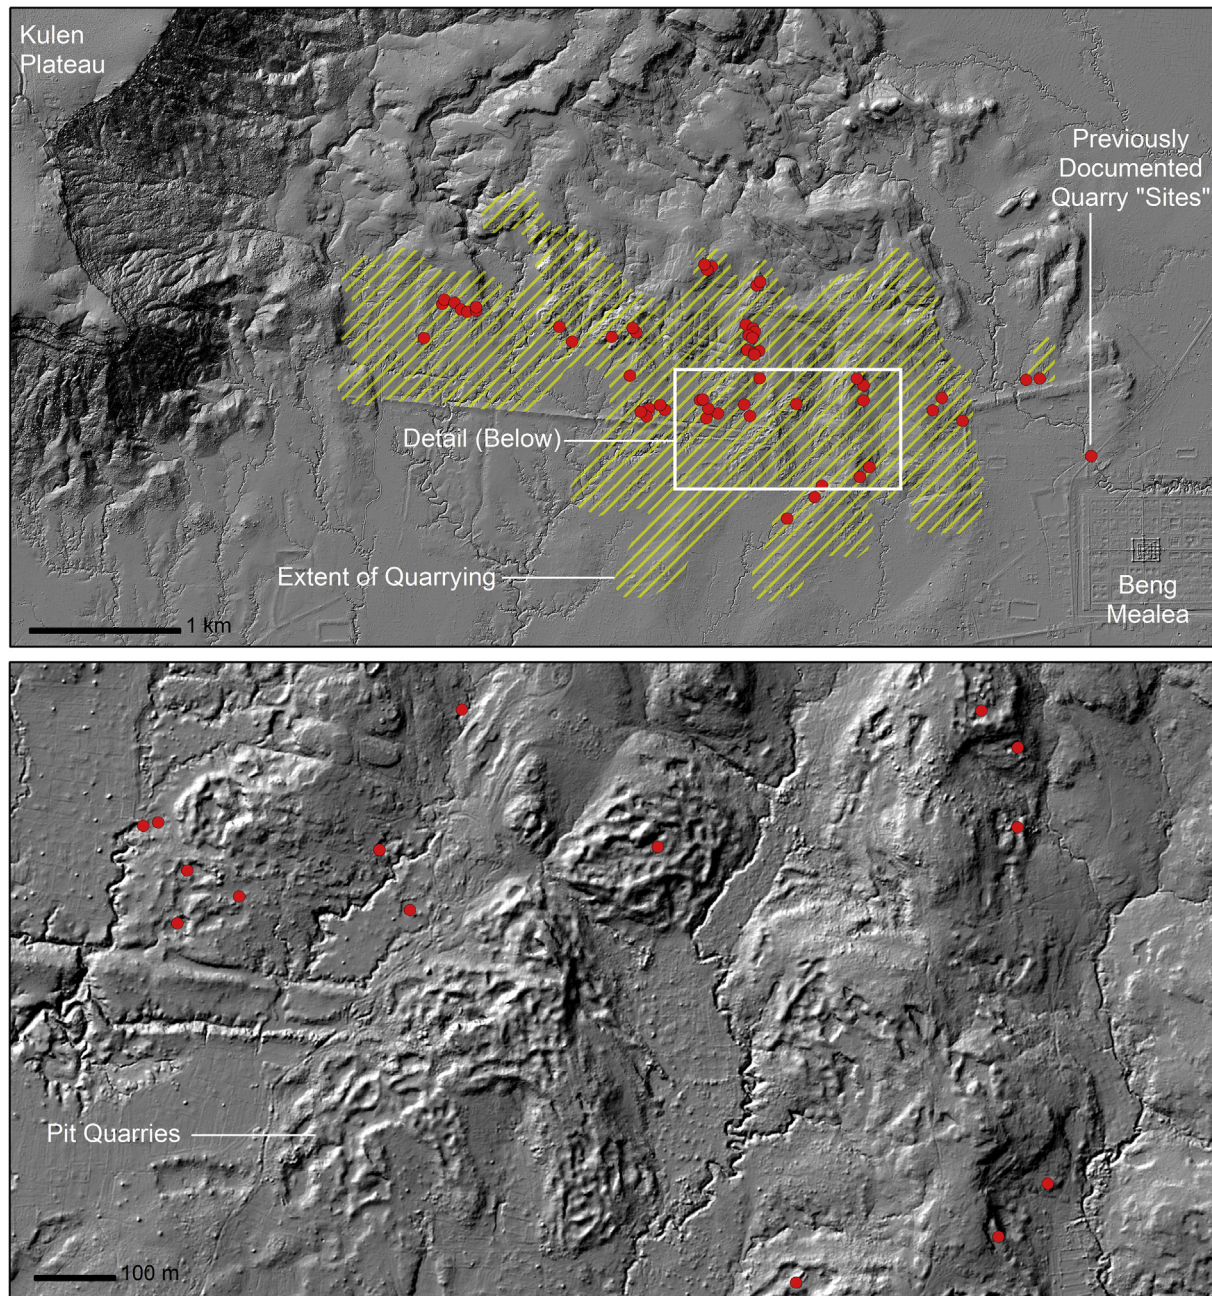 Kulen
Plateau
Previously
Documented
Quarry "Sites"
Detail (Below)
Extent of Quarrying
Beng
Mealea
1 km
Pit Quarries
100 m